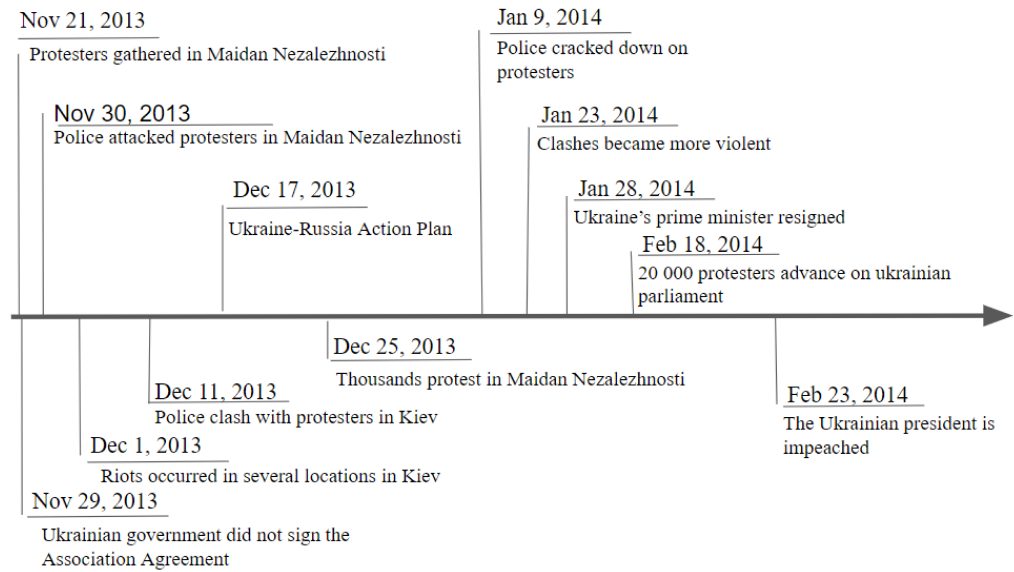 Nov 21, 2013
Protesters gathered in Maidan Nezalezhnosti
Nov 30, 2013
Police attacked protesters in Maidan Nezalezhnosti
Dec 17, 2013
Ukraine-Russia Action Plan
Jan 9, 2014
Police cracked down on
protesters
Jan 23, 2014
Clashes became more violent
Jan 28, 2014
Ukraine’s prime minister resigned
Feb 18, 2014
20 000 protesters advance on ukrainian
parliament
Dec 25, 2013
Thousands protest in Maidan Nezalezhnosti
Dec 11, 2013
Police clash with protesters in Kiev
Dec 1, 2013
Riots occurred in several locations in Kiev
Nov 29, 2013
Ukrainian government did not sign the
Association Agreement
Feb 23, 2014
The Ukrainian president is
impeached